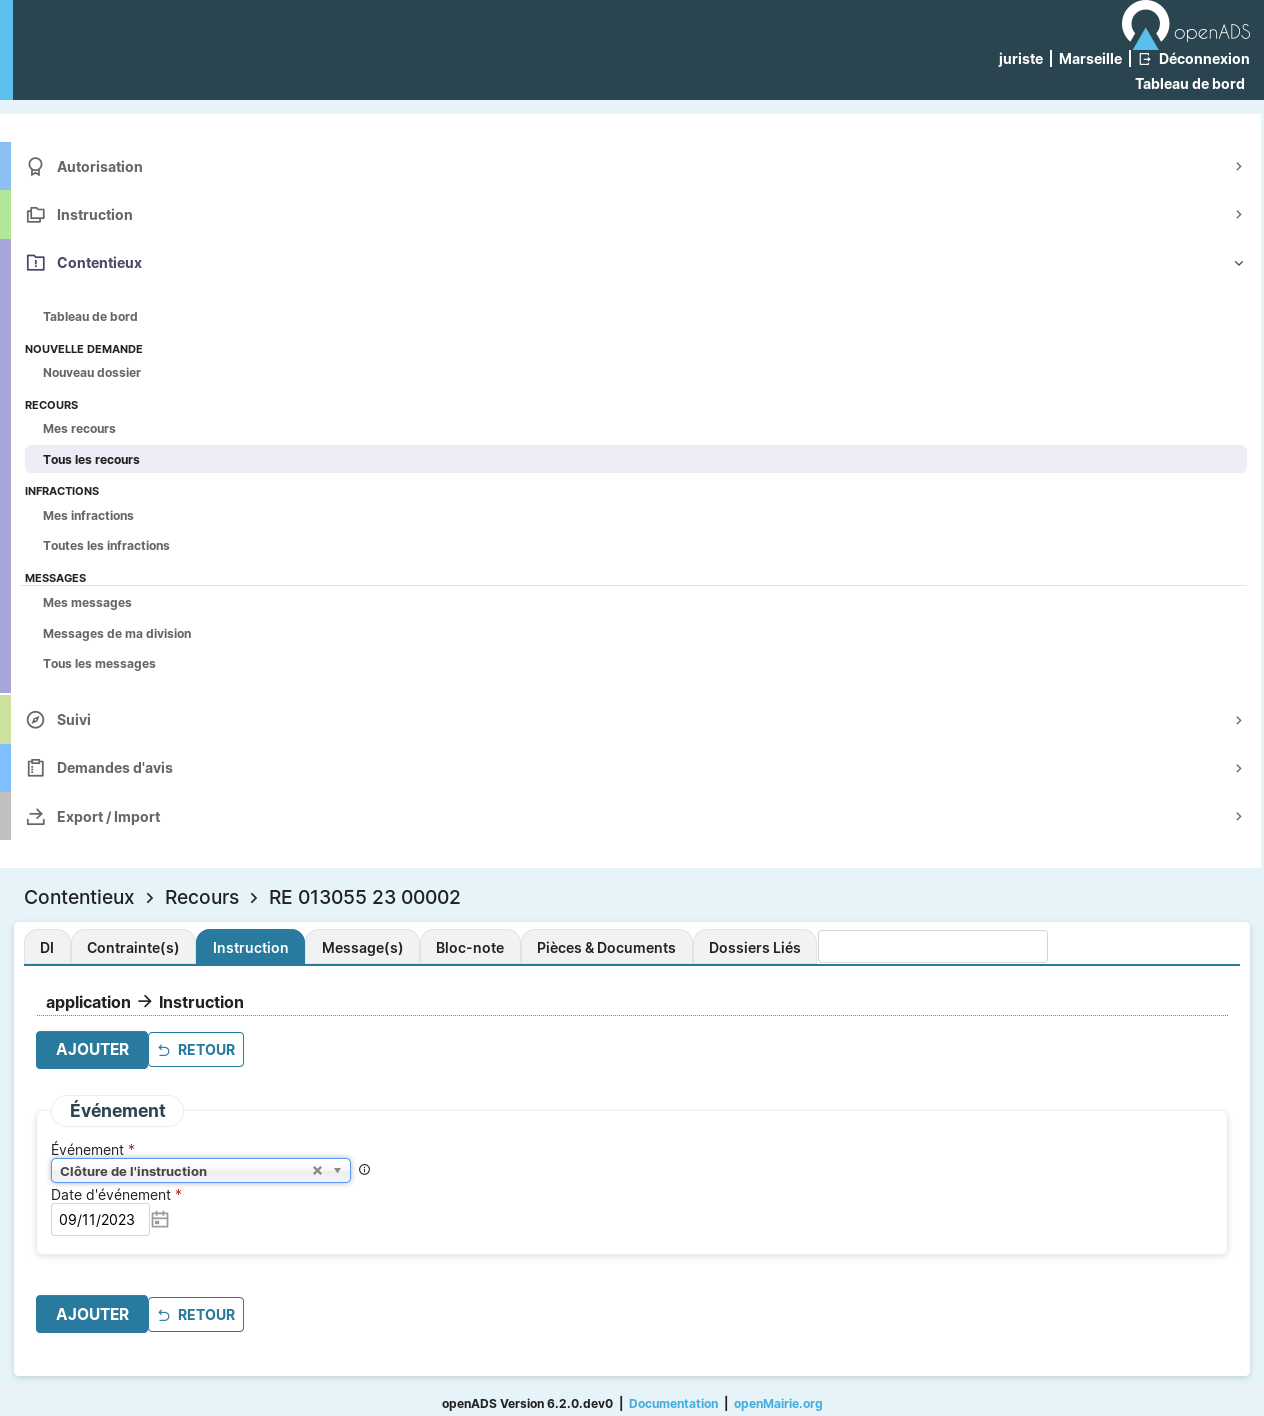 openADS
juriste | Marseille | Déconnexion
Tableau de bord
Autorisation
Instruction
Contentieux
Tableau de bord
NOUVELLE DEMANDE
Nouveau dossier
RECOURS
Mes recours
Tous les recours
INFRACTIONS
Mes infractions
Toutes les infractions
MESSAGES
Mes messages
Messages de ma division
Tous les messages
Suivi
Demandes d'avis
Export / Import
Contentieux > Recours > RE 013055 23 00002
DI Contrainte(s) Instruction Message(s) Bloc-note Pièces & Documents Dossiers Liés
application → Instruction
AJOUTER RETOUR
Événement
Événement *
Clôture de l'instruction
Date d'événement *
09/11/2023
AJOUTER RETOUR
openADS Version 6.2.0.dev0 | Documentation | openMairie.org